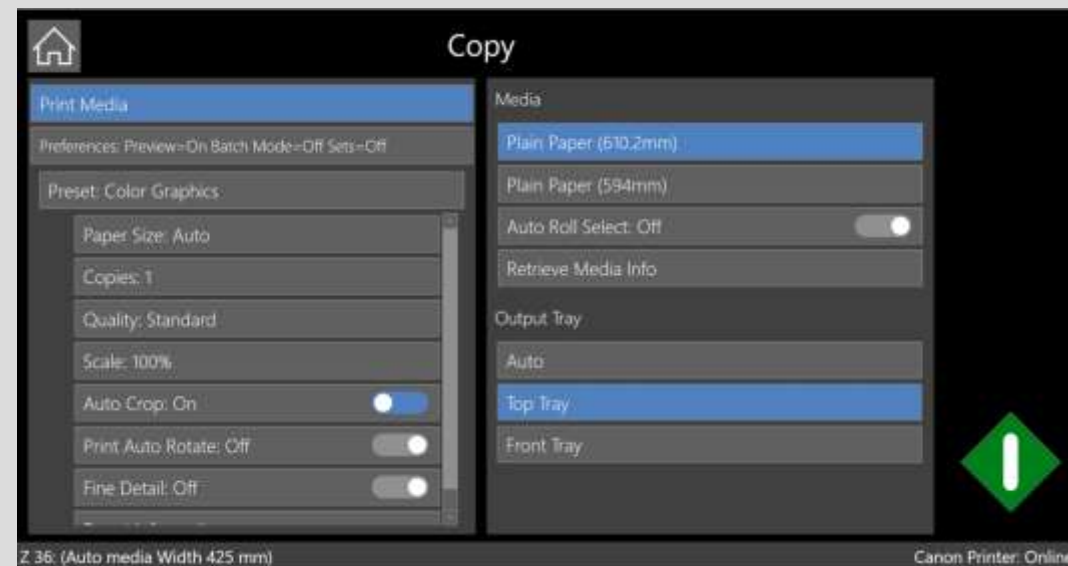 Copy
Print Media
Preferences: Preview=On Batch Mode=Off Sets=Off
Preset: Color Graphics
Paper Size: Auto
Copies: 1
Quality: Standard
Scale: 100%
Auto Crop: On
Print Auto Rotate: Off
Fine Detail: Off
Media
Plain Paper (610.2mm)
Plain Paper (594mm)
Auto Roll Select: Off
Retrieve Media Info
Output Tray
Auto
Top Tray
Front Tray
Z 36: (Auto media Width 425 mm)
Canon Printer: Online